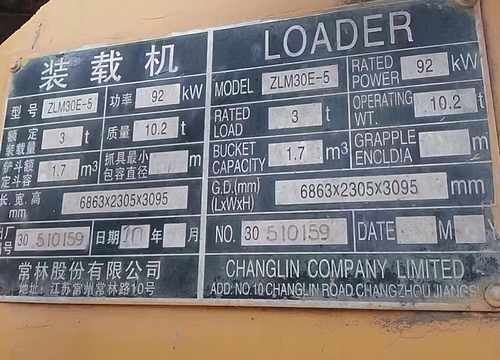 装载机
型号 ZLM30E-5 功率 92 kW
额定装载量 3 t 质量 10.2 t
铲斗额定斗容 1.7 m3 抓具最小包容直径 m
长宽高 mm 6863X2305X3095
编号 30 510159 日期 年 月
常林股份有限公司
地址:江苏常州常林路10号
LOADER
MODEL ZLM30E-5 RATED POWER 92 kW
RATED LOAD 3 t OPERATING WT. 10.2 t
BUCKET CAPACITY 1.7 m3 GRAPPLE ENCLDIA m
G.D.(mm) (LxWxH) 6863X2305X3095 mm
NO. 30 510159 DATE M
CHANGLIN COMPANY LIMITED
ADD: NO.10 CHANGLIN ROAD CHANGZHOU JIANGSU